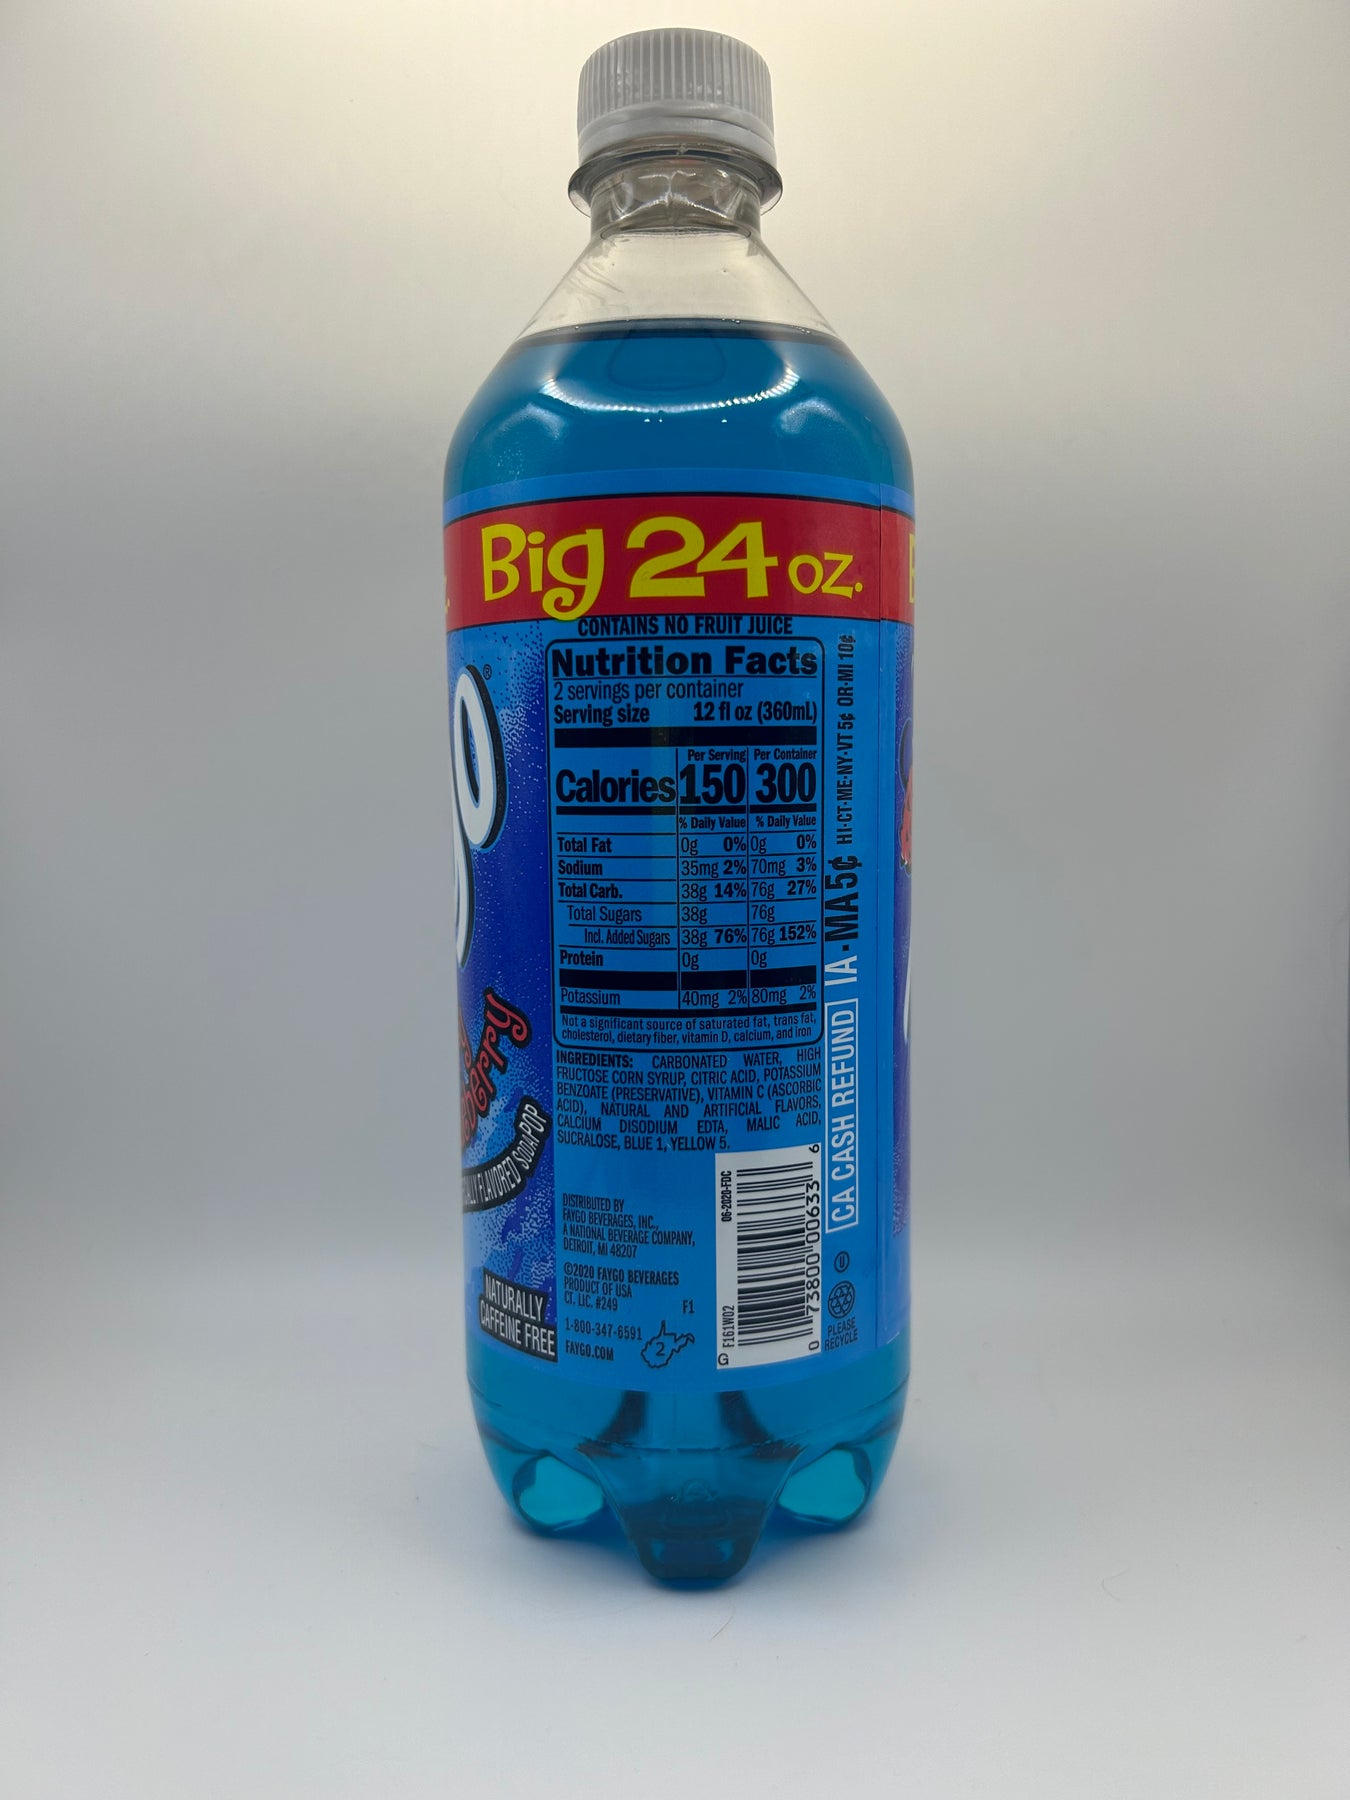 Big 24 oz.
CONTAINS NO FRUIT JUICE
Nutrition Facts
2 servings per container
Serving size 12 fl oz (360mL)
Per Serving Per Container
Calories 150 300
% Daily Value % Daily Value
Total Fat 0g 0% 0g 0%
Sodium 35mg 2% 70mg 3%
Total Carb. 38g 14% 76g 27%
Total Sugars 38g 76g
Incl. Added Sugars 38g 76% 76g 152%
Protein 0g 0g
Potassium 40mg 2% 80mg 2%
Not a significant source of saturated fat, trans fat,
cholesterol, dietary fiber, vitamin D, calcium, and iron
INGREDIENTS: CARBONATED WATER, HIGH
FRUCTOSE CORN SYRUP, CITRIC ACID, POTASSIUM
BENZOATE (PRESERVATIVE), VITAMIN C (ASCORBIC
ACID), NATURAL AND ARTIFICIAL FLAVORS,
CALCIUM DISODIUM EDTA, MALIC ACID,
SUCRALOSE, BLUE 1, YELLOW 5.
DISTRIBUTED BY
FAYGO BEVERAGES, INC.,
A NATIONAL BEVERAGE COMPANY,
DETROIT, MI 48207
©2020 FAYGO BEVERAGES
PRODUCT OF USA
CT. LIC. #249 F1
1-800-347-6591
FAYGO.COM
2
06-2020-FDC
F161W02
G
0 73800 00633 6
CA CASH REFUND IA-MA 5¢ HI-CT-ME-NY-VT 5¢ OR-MI 10¢
U
PLEASE
RECYCLE
®
FLAVORED SODA POP
NATURALLY
CAFFEINE FREE